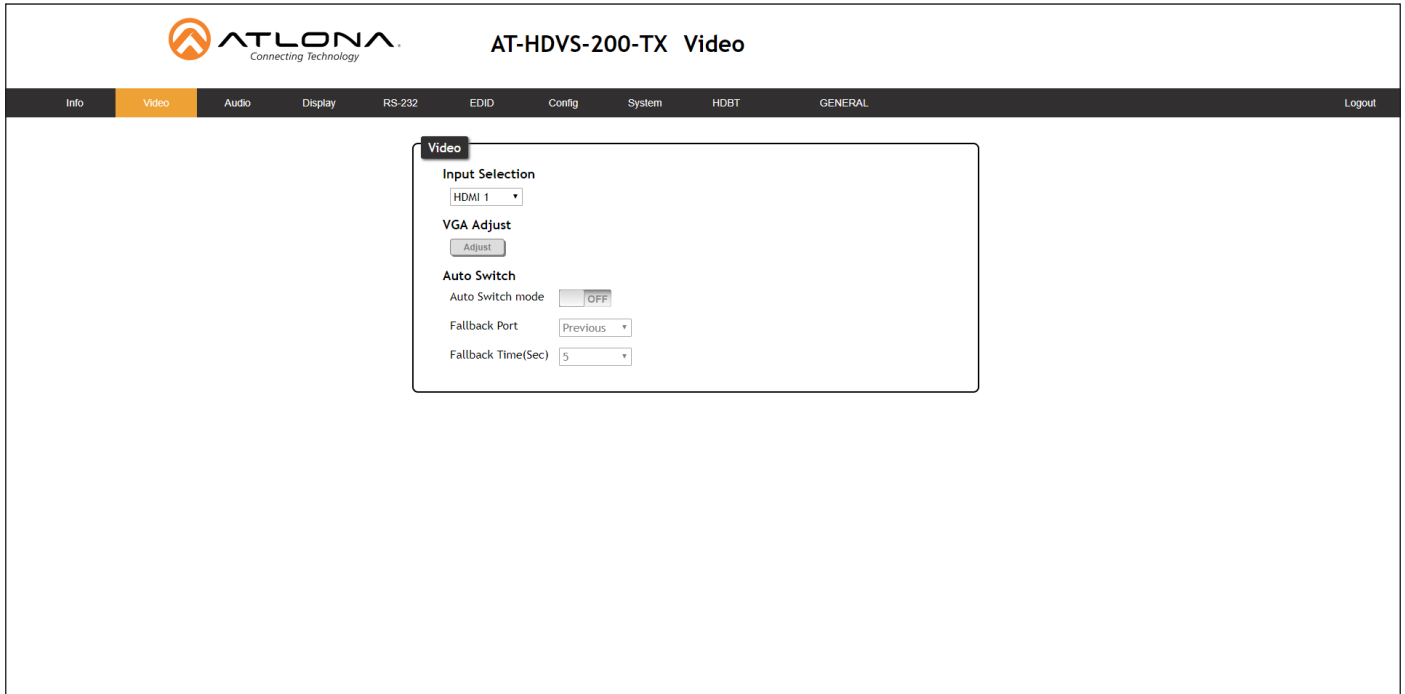 ATLONA.
Connecting Technology
AT-HDVS-200-TX Video
Info Video Audio Display RS-232 EDID Config System HDBT GENERAL Logout
Video
Input Selection
HDMI 1
VGA Adjust
Adjust
Auto Switch
Auto Switch mode OFF
Fallback Port Previous
Fallback Time(Sec) 5